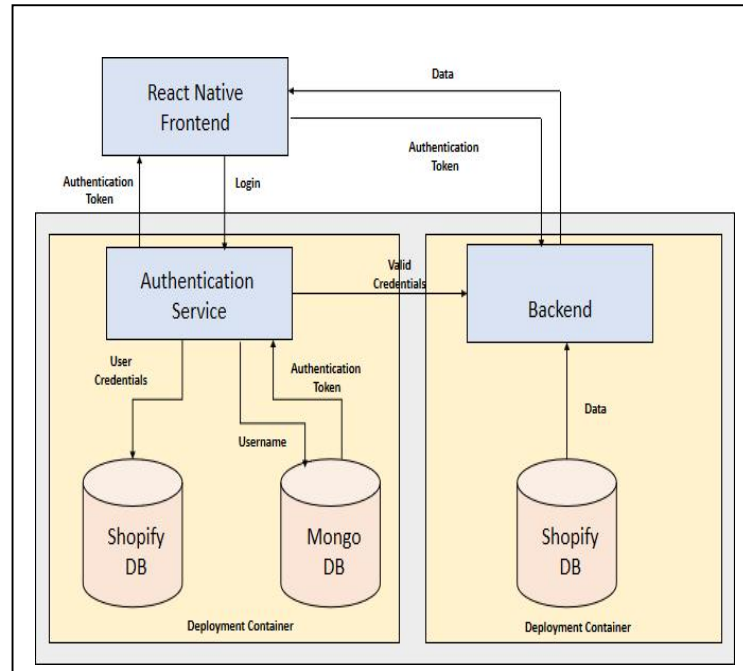 Data
React Native
Frontend
Authentication
Token
Authentication
Token
Login
Authentication
Service
Valid
Credentials
Backend
User
Credentials
Authentication
Token
Username
Data
Shopify
DB
Mongo
DB
Shopify
DB
Deployment Container
Deployment Container